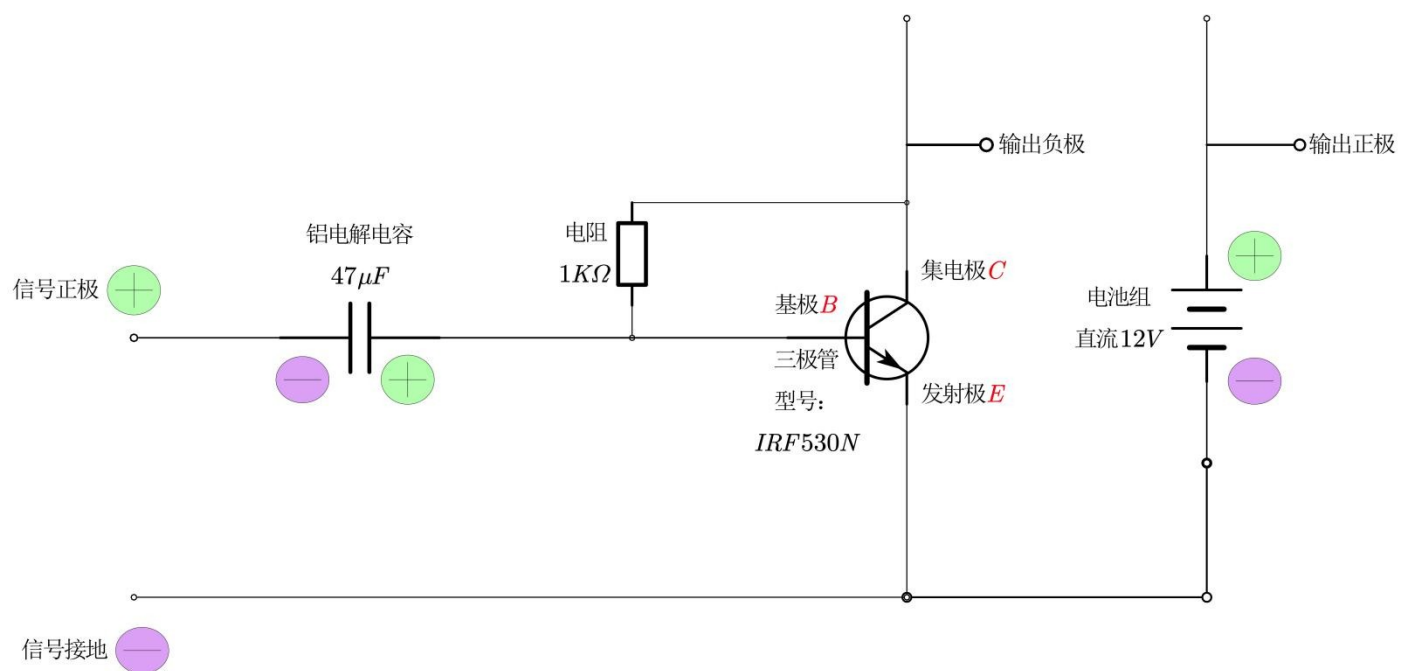 输出负极
输出正极
铝电解电容
47μF
电阻
1KΩ
信号正极
集电极C
基极B
电池组
直流12V
三极管
型号：
IRF530N
发射极E
信号接地